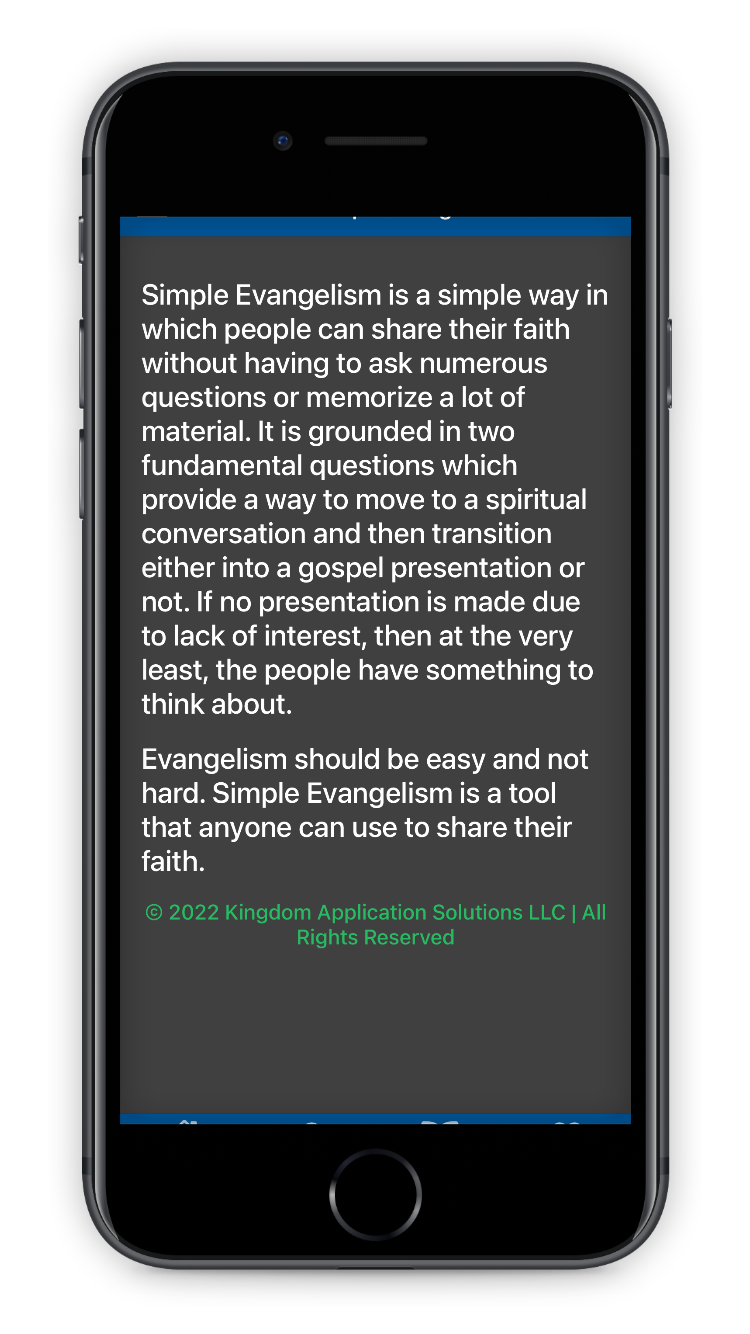 Simple Evangelism is a simple way in
which people can share their faith
without having to ask numerous
questions or memorize a lot of
material. It is grounded in two
fundamental questions which
provide a way to move to a spiritual
conversation and then transition
either into a gospel presentation or
not. If no presentation is made due
to lack of interest, then at the very
least, the people have something to
think about.
Evangelism should be easy and not
hard. Simple Evangelism is a tool
that anyone can use to share their
faith.
© 2022 Kingdom Application Solutions LLC | All
Rights Reserved